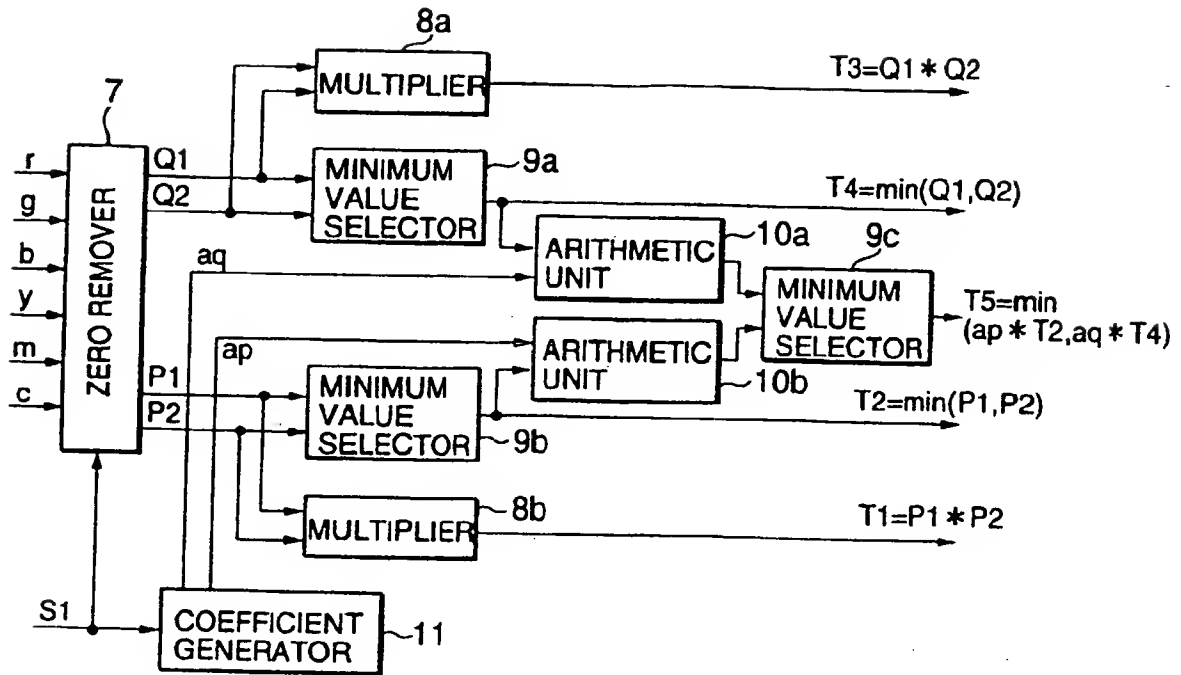 8a
MULTIPLIER
T3=Q1*Q2
7
r
g
b
y
m
c
ZERO REMOVER
Q1
Q2
MINIMUM
VALUE
SELECTOR
9a
T4=min(Q1,Q2)
aq
ARITHMETIC
UNIT
10a
9c
MINIMUM
VALUE
SELECTOR
T5=min
(ap*T2,aq*T4)
ap
ARITHMETIC
UNIT
10b
P1
P2
MINIMUM
VALUE
SELECTOR
9b
T2=min(P1,P2)
MULTIPLIER
8b
T1=P1*P2
S1
COEFFICIENT
GENERATOR
11